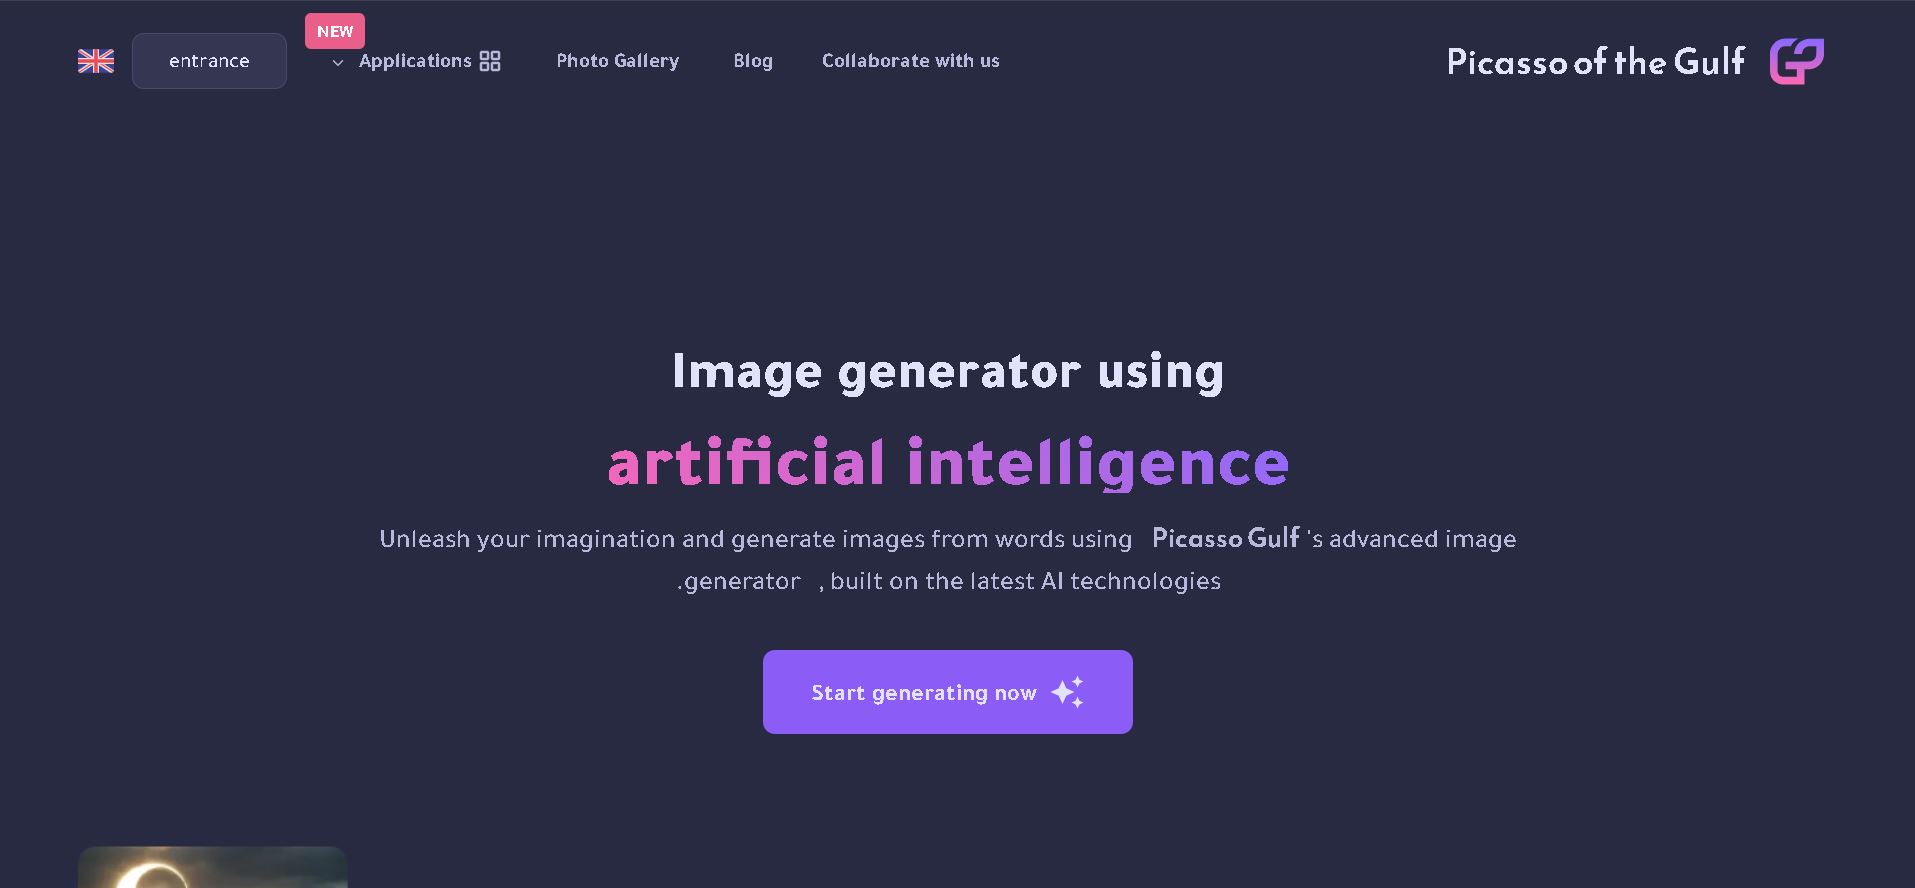 NEW
entrance
Applications
Photo Gallery
Blog
Collaborate with us
Picasso of the Gulf
Image generator using
artificial intelligence
Unleash your imagination and generate images from words using Picasso Gulf 's advanced image
.generator , built on the latest AI technologies
Start generating now